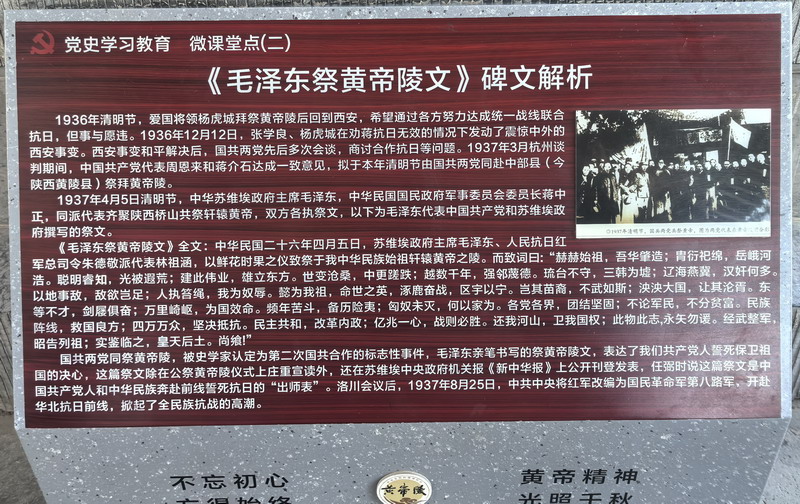 党史学习教育 微课堂点(二)
《毛泽东祭黄帝陵文》碑文解析
1936年清明节，爱国将领杨虎城拜祭黄帝陵后回到西安，希望通过各方努力达成统一战线联合
抗日，但事与愿违。1936年12月12日，张学良、杨虎城在劝蒋抗日无效的情况下发动了震惊中外的
西安事变。西安事变和平解决后，国共两党先后多次会谈，商讨合作抗日等问题。1937年3月杭州谈
判期间，中国共产党代表周恩来和蒋介石达成一致意见，拟于本年清明节由国共两党同赴中部县（今
陕西黄陵县）祭拜黄帝陵。
1937年4月5日清明节，中华苏维埃政府主席毛泽东，中华民国国民政府军事委员会委员长蒋中
正，同派代表齐聚陕西桥山共祭轩辕黄帝，双方各执祭文，以下为毛泽东代表中国共产党和苏维埃政
府撰写的祭文。
《毛泽东祭黄帝陵文》全文：中华民国二十六年四月五日，苏维埃政府主席毛泽东、人民抗日红
军总司令朱德敬派代表林祖涵，以鲜花时果之仪致祭于我中华民族始祖轩辕黄帝之陵。而致词曰："赫赫始祖，吾华肇造；胄衍祀绵，岳峨河
浩。聪明睿知，光被遐荒；建此伟业，雄立东方。世变沧桑，中更蹉跌；越数千年，强邻蔑德。琉台不守，三韩为墟；辽海燕冀，汉奸何多。
以地事敌，敌欲岂足；人执笞绳，我为奴辱。懿为我祖，命世之英，涿鹿奋战，区宇以宁。岂其苗裔，不武如斯；泱泱大国，让其沦胥。东
等不才，剑屦俱奋；万里崎岖，为国效命。频年苦斗，备历险夷；匈奴未灭，何以家为。各党各界，团结坚固；不论军民，不分贫富。民族
阵线，救国良方；四万万众，坚决抵抗。民主共和，改革内政；亿兆一心，战则必胜。还我河山，卫我国权；此物此志,永矢勿谖。经武整军，
昭告列祖；实鉴临之，皇天后土。尚飨!"
国共两党同祭黄帝陵，被史学家认定为第二次国共合作的标志性事件，毛泽东亲笔书写的祭黄帝陵文，表达了我们共产党人誓死保卫祖
国的决心，这篇祭文除在公祭黄帝陵仪式上庄重宣读外，还在苏维埃中央政府机关报《新中华报》上公开刊登发表，任弼时说这篇祭文是中
国共产党人和中华民族奔赴前线誓死抗日的"出师表"。洛川会议后，1937年8月25日，中共中央将红军改编为国民革命军第八路军，开赴
华北抗日前线，掀起了全民族抗战的高潮。
不忘初心
方得始终
黄帝陵
黄帝精神
光照千秋